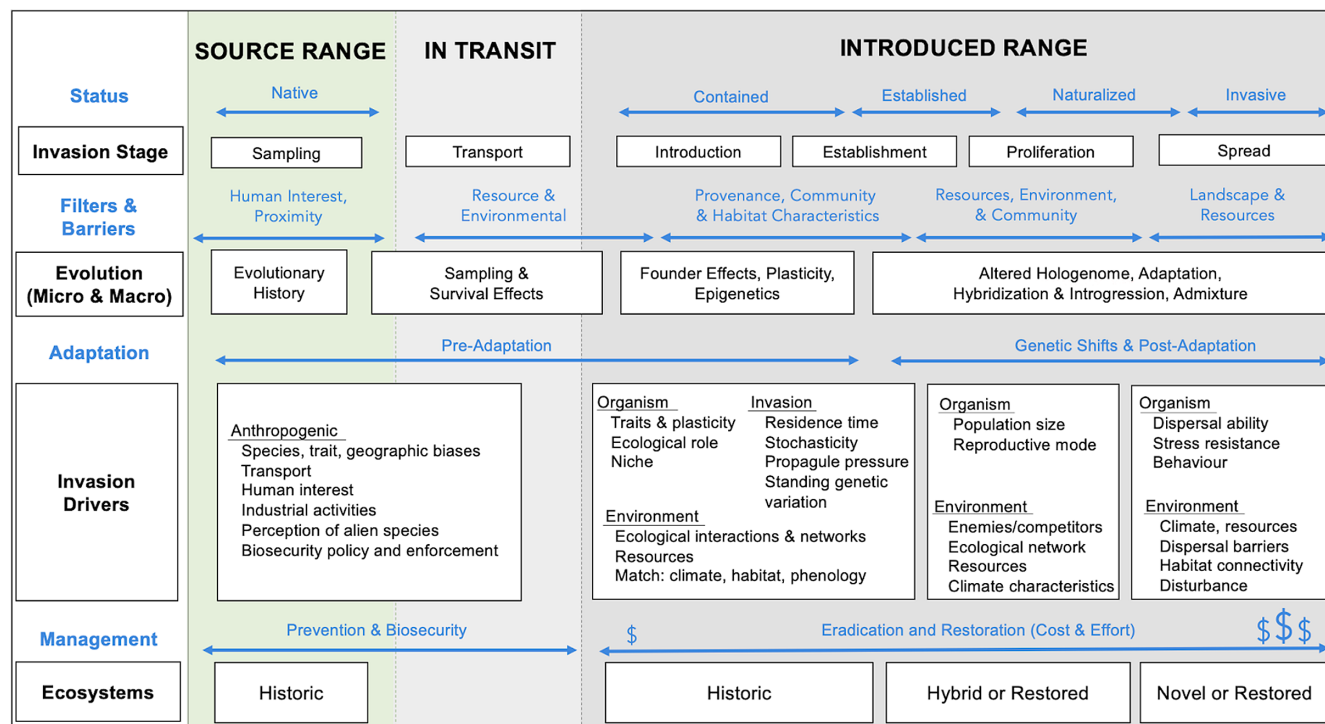 SOURCE RANGE
IN TRANSIT
INTRODUCED RANGE
Status
Native
Contained
Established
Naturalized
Invasive
Invasion Stage
Sampling
Transport
Introduction
Establishment
Proliferation
Spread
Filters &
Barriers
Human Interest,
Proximity
Resource &
Environmental
Provenance, Community
& Habitat Characteristics
Resources, Environment,
& Community
Landscape &
Resources
Evolution
(Micro & Macro)
Evolutionary
History
Sampling &
Survival Effects
Founder Effects, Plasticity,
Epigenetics
Altered Hologenome, Adaptation,
Hybridization & Introgression, Admixture
Adaptation
Pre-Adaptation
Genetic Shifts & Post-Adaptation
Invasion
Drivers
Anthropogenic
Species, trait, geographic biases
Transport
Human interest
Industrial activities
Perception of alien species
Biosecurity policy and enforcement
Organism
Traits & plasticity
Ecological role
Niche
Invasion
Residence time
Stochasticity
Propagule pressure
Standing genetic
variation
Environment
Ecological interactions & networks
Resources
Match: climate, habitat, phenology
Organism
Population size
Reproductive mode
Environment
Enemies/competitors
Ecological network
Resources
Climate characteristics
Organism
Dispersal ability
Stress resistance
Behaviour
Environment
Climate, resources
Dispersal barriers
Habitat connectivity
Disturbance
Management
Prevention & Biosecurity
$
Eradication and Restoration (Cost & Effort)
$$$
Ecosystems
Historic
Historic
Hybrid or Restored
Novel or Restored